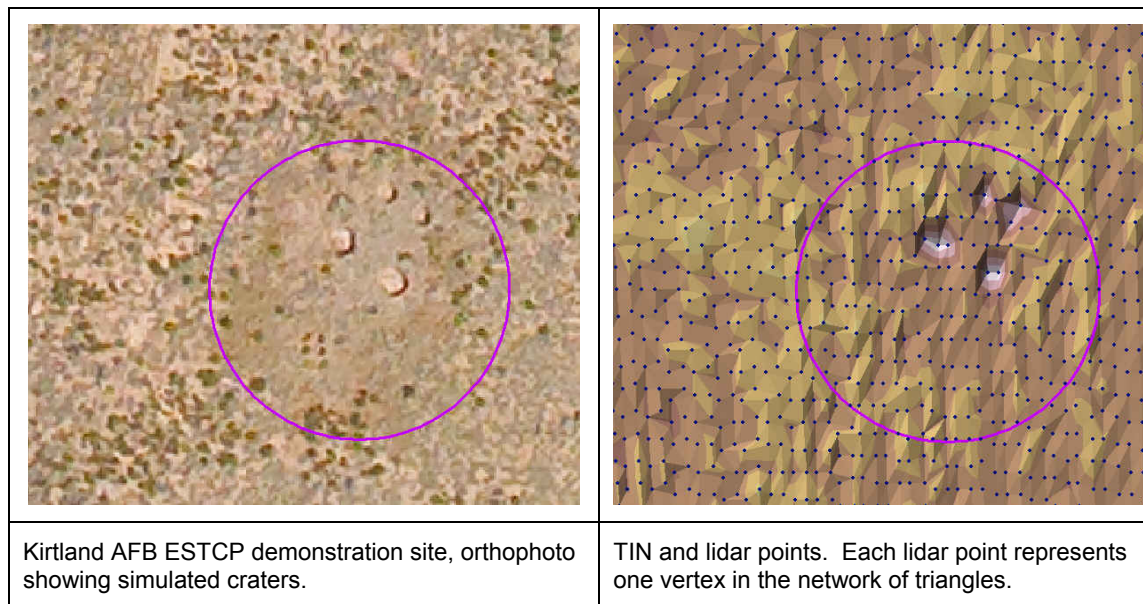 Kirtland AFB ESTCP demonstration site, orthophoto
showing simulated craters.
TIN and lidar points.  Each lidar point represents
one vertex in the network of triangles.